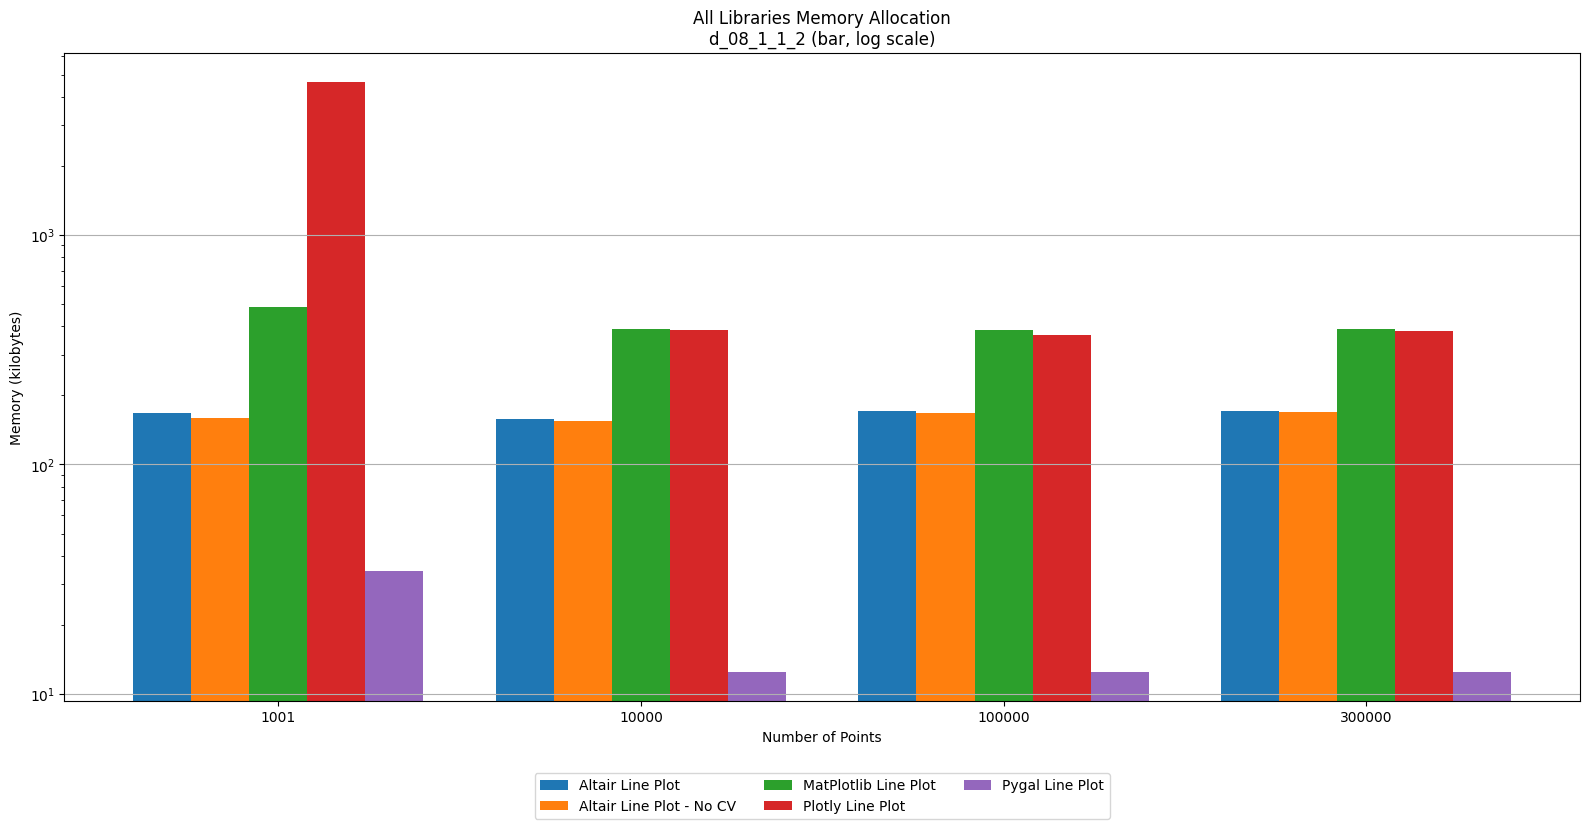 All Libraries Memory Allocation
d_08_1_1_2 (bar, log scale)
Memory (kilobytes)
10³
10²
10¹
1001 10000 100000 300000
Number of Points
Altair Line Plot MatPlotlib Line Plot Pygal Line Plot
Altair Line Plot - No CV Plotly Line Plot